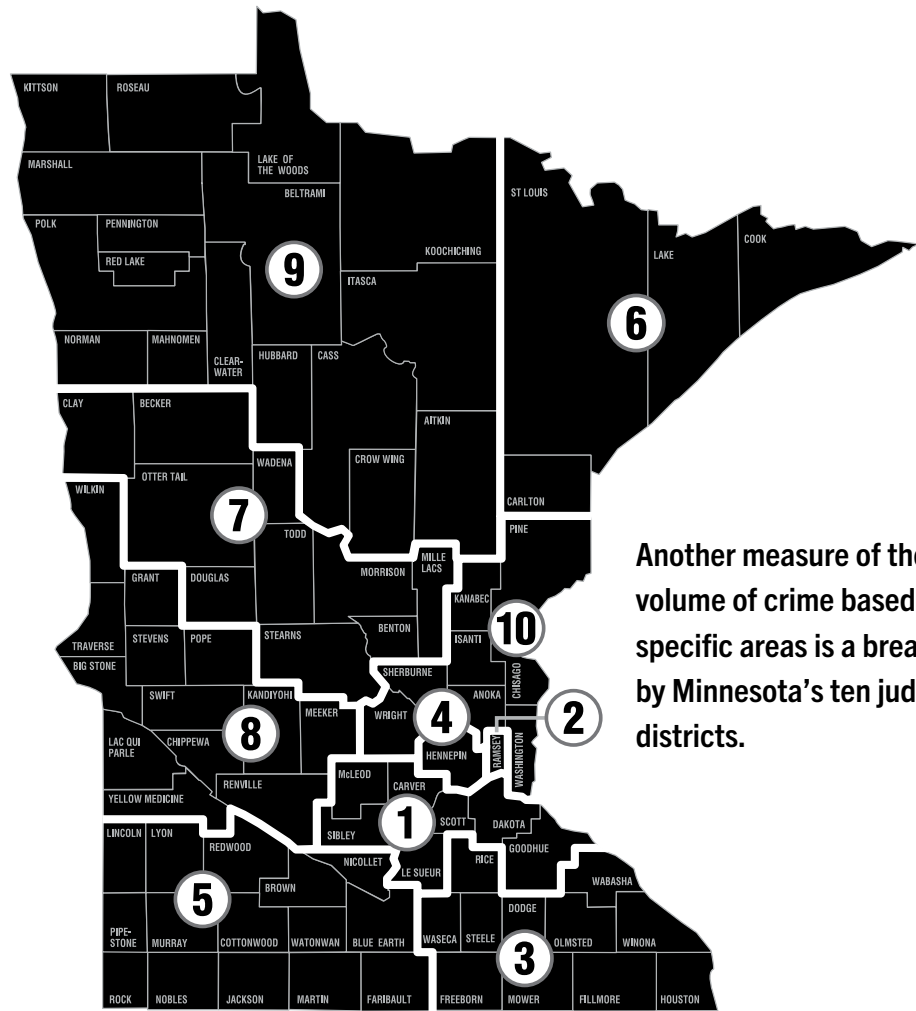 KITTSON
ROSEAU
LAKE OF
THE WOODS
MARSHALL
BELTRAMI
ST LOUIS
POLK
PENNINGTON
COOK
RED LAKE
KOOCHICHING
LAKE
9
ITASCA
6
NORMAN
MAHNOMEN
CLEAR-
WATER
HUBBARD
CASS
CLAY
BECKER
AITKIN
CROW WING
WADENA
OTTER TAIL
WILKIN
CARLTON
7
TODD
PINE
MILLE
LACS
MORRISON
GRANT
DOUGLAS
KANABEC
10
BENTON
ISANTI
STEVENS
POPE
STEARNS
TRAVERSE
BIG STONE
SHERBURNE
CHISAGO
SWIFT
KANDIYOHI
ANOKA
MEEKER
WRIGHT
4
2
LAC QUI
PARLE
CHIPPEWA
8
HENNEPIN
RAMSEY
WASHINGTON
McLEOD
RENVILLE
CARVER
YELLOW MEDICINE
1
SCOTT
DAKOTA
LINCOLN
LYON
SIBLEY
REDWOOD
GOODHUE
NICOLLET
RICE
LE SUEUR
WABASHA
BROWN
5
DODGE
PIPE-
STONE
MURRAY
COTTONWOOD
WATONWAN
BLUE EARTH
WASECA
STEELE
OLMSTED
WINONA
3
ROCK
NOBLES
JACKSON
MARTIN
FARIBAULT
FREEBORN
MOWER
FILLMORE
HOUSTON
Another measure of the
volume of crime based
specific areas is a brea
by Minnesota's ten jud
districts.